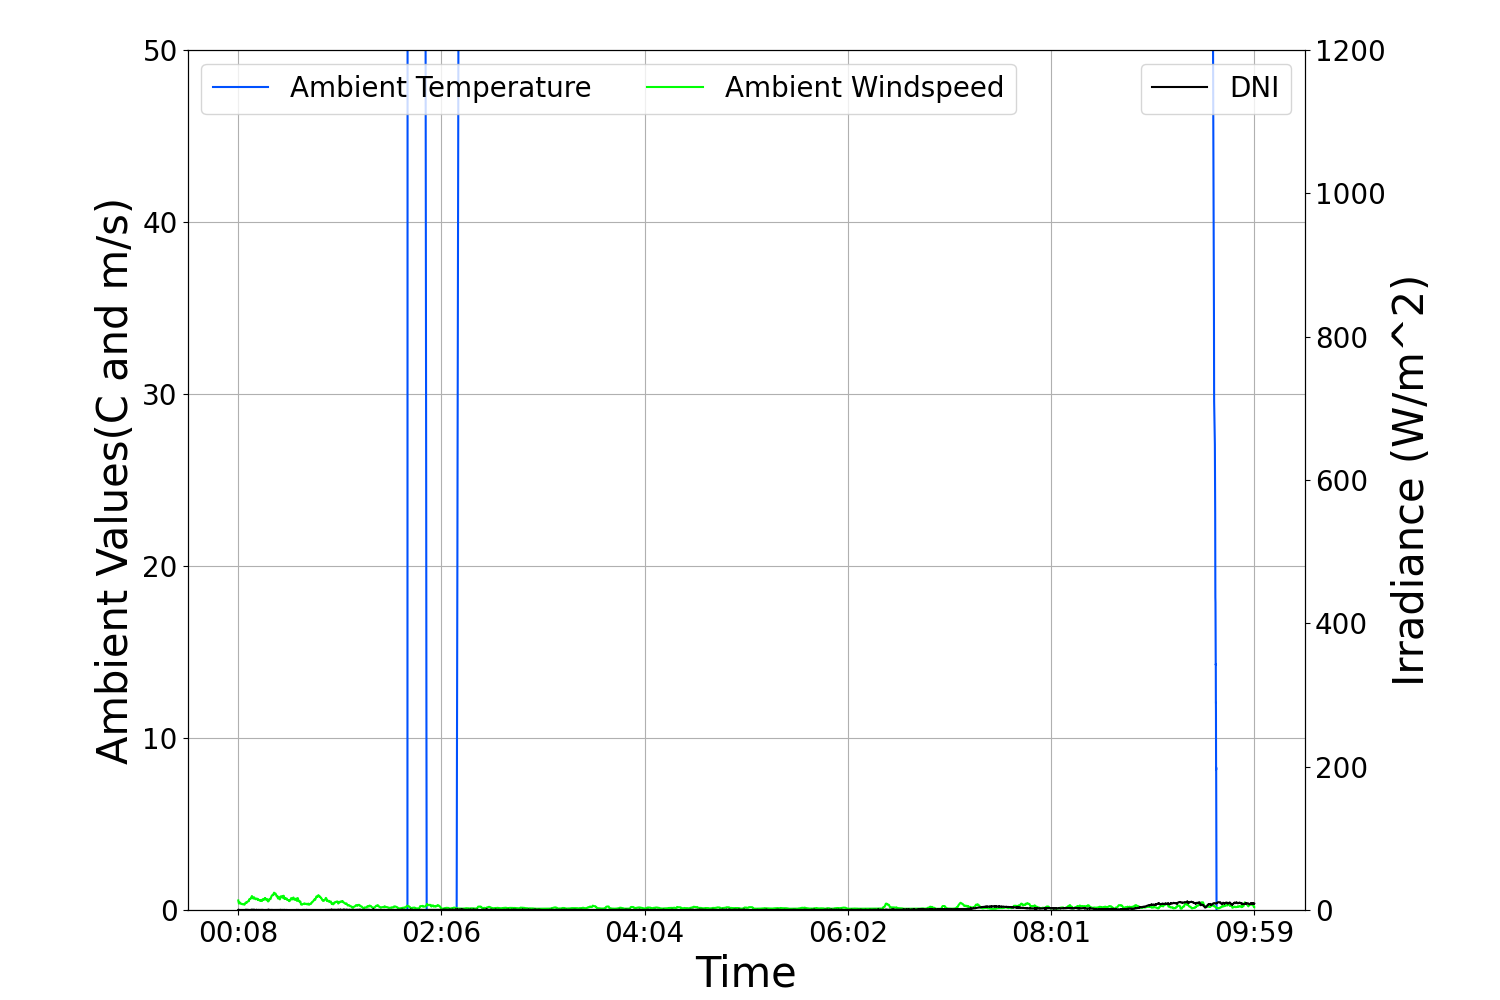 50
40
30
20
10
0
Ambient Values(C and m/s)
Ambient Temperature
Ambient Windspeed
DNI
1200
1000
800
600
400
200
0
Irradiance (W/m^2)
00:08 02:06 04:04 06:02 08:01 09:59
Time